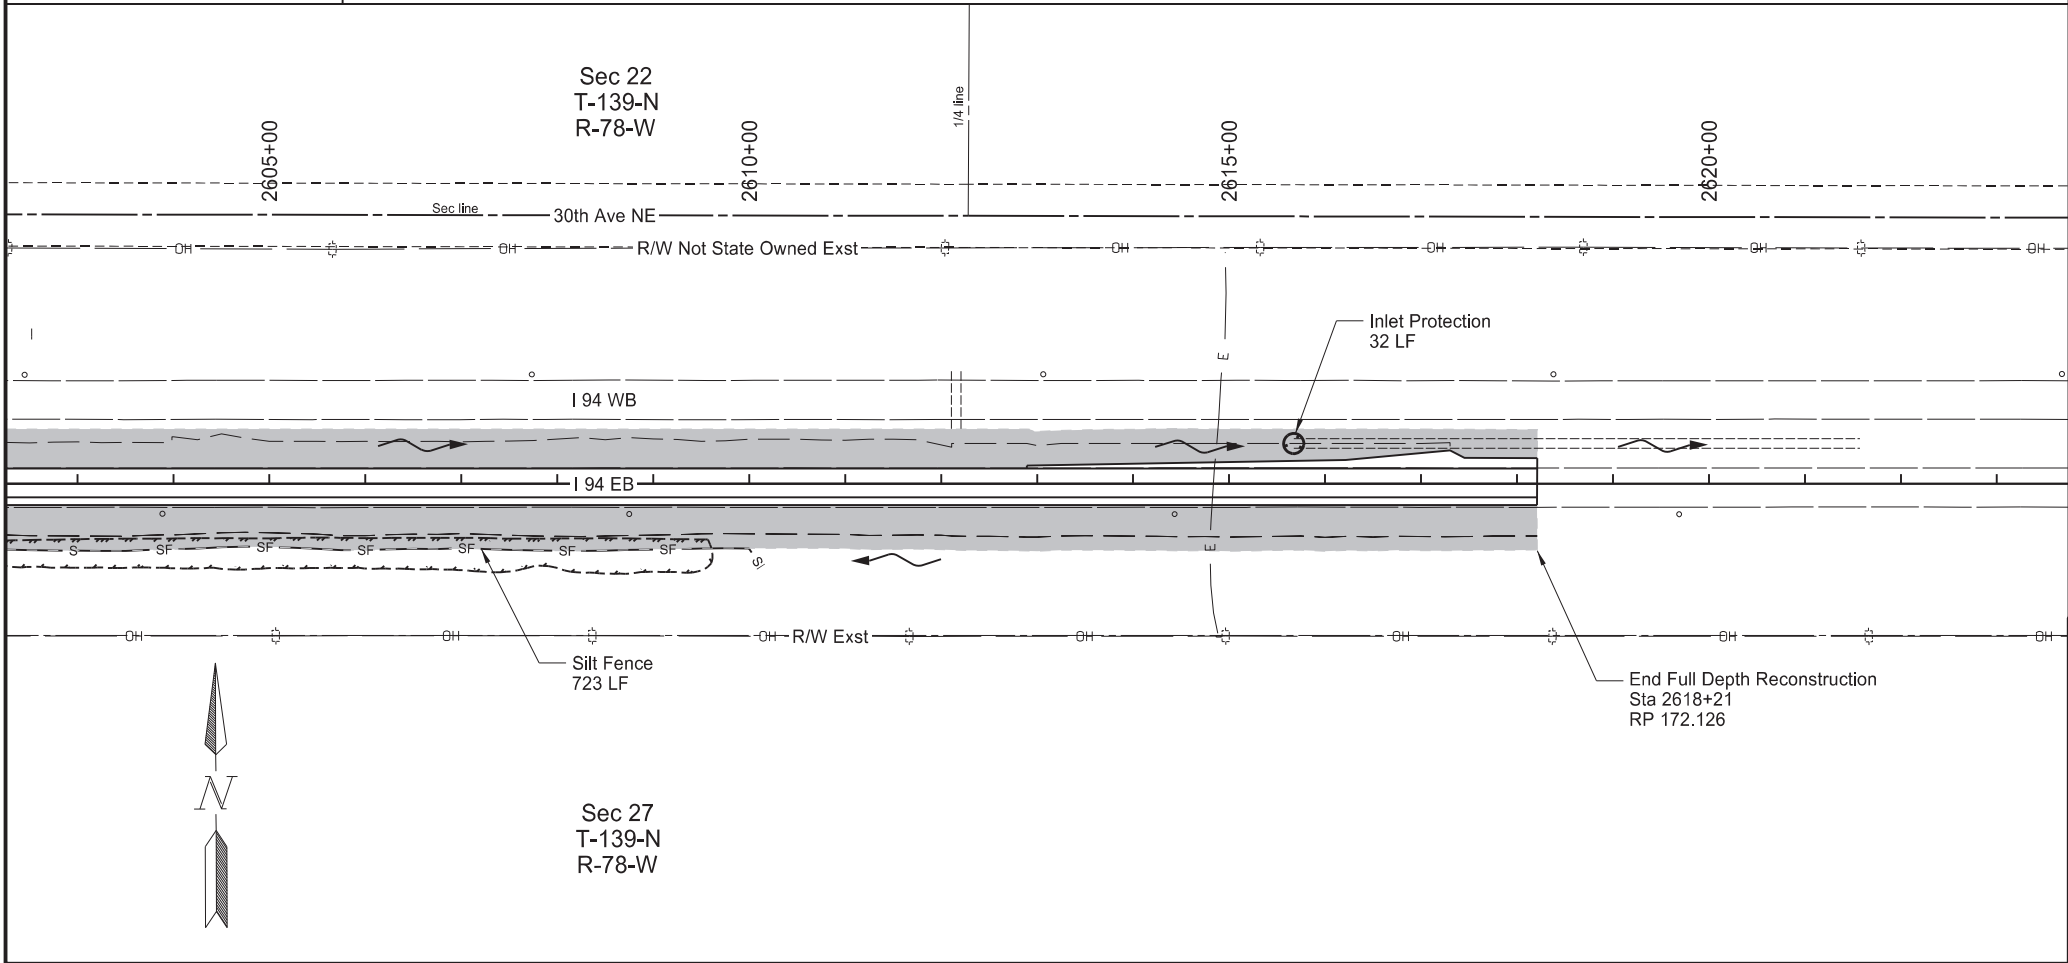 Sec 22
T-139-N
R-78-W
1/4 line
2605+00
2610+00
2615+00
2620+00
Sec line
30th Ave NE
OH
OH
R/W Not State Owned Exst
OH
OH
OH
OH
Inlet Protection
32 LF
E
I 94 WB
I 94 EB
S
SF
SF
SF
SF
SF
SF
E
OH
OH
OH
R/W Exst
OH
OH
OH
OH
Silt Fence
723 LF
End Full Depth Reconstruction
Sta 2618+21
RP 172.126
N
Sec 27
T-139-N
R-78-W